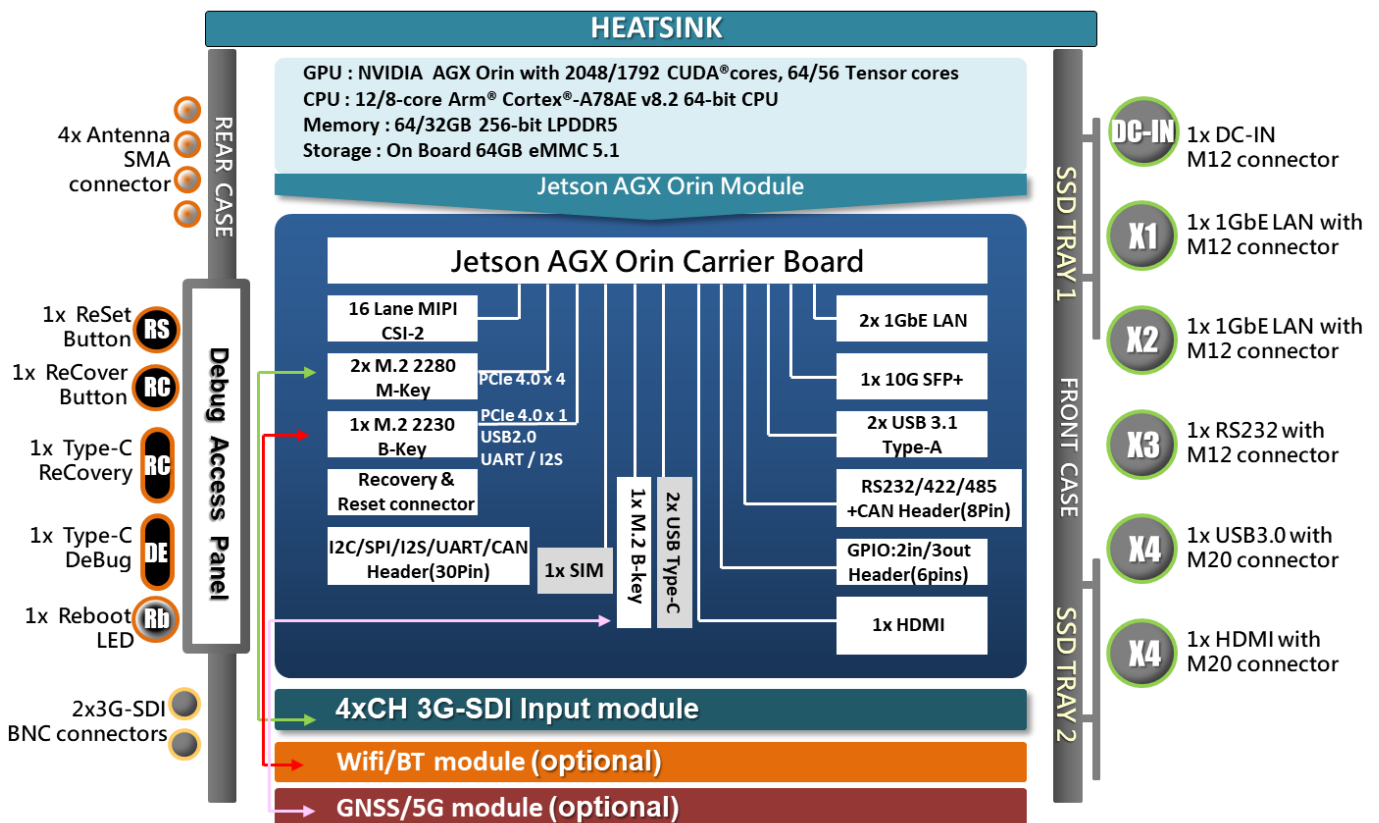 HEATSINK
GPU : NVIDIA AGX Orin with 2048/1792 CUDA®cores, 64/56 Tensor cores
CPU : 12/8-core Arm® Cortex®-A78AE v8.2 64-bit CPU
Memory : 64/32GB 256-bit LPDDR5
Storage : On Board 64GB eMMC 5.1
Jetson AGX Orin Module
REAR CASE
4x Antenna
SMA
connector
Debug Access Panel
1x ReSet
Button
RS
1x ReCover
Button
RC
1x Type-C
ReCovery
RC
1x Type-C
DeBug
DE
1x Reboot
LED
Rb
2x3G-SDI
BNC connectors
Jetson AGX Orin Carrier Board
16 Lane MIPI
CSI-2
2x M.2 2280
M-Key
PCIe 4.0 x 4
1x M.2 2230
B-Key
PCIe 4.0 x 1
USB2.0
UART / I2S
Recovery &
Reset connector
I2C/SPI/I2S/UART/CAN
Header(30Pin)
1x SIM
1x M.2 B-key
2x USB Type-C
2x 1GbE LAN
1x 10G SFP+
2x USB 3.1
Type-A
RS232/422/485
+CAN Header(8Pin)
GPIO:2in/3out
Header(6pins)
1x HDMI
4xCH 3G-SDI Input module
Wifi/BT module (optional)
GNSS/5G module (optional)
SSD TRAY 1
FRONT CASE
SSD TRAY 2
DC-IN
1x DC-IN
M12 connector
X1
1x 1GbE LAN with
M12 connector
X2
1x 1GbE LAN with
M12 connector
X3
1x RS232 with
M12 connector
X4
1x USB3.0 with
M20 connector
X4
1x HDMI with
M20 connector